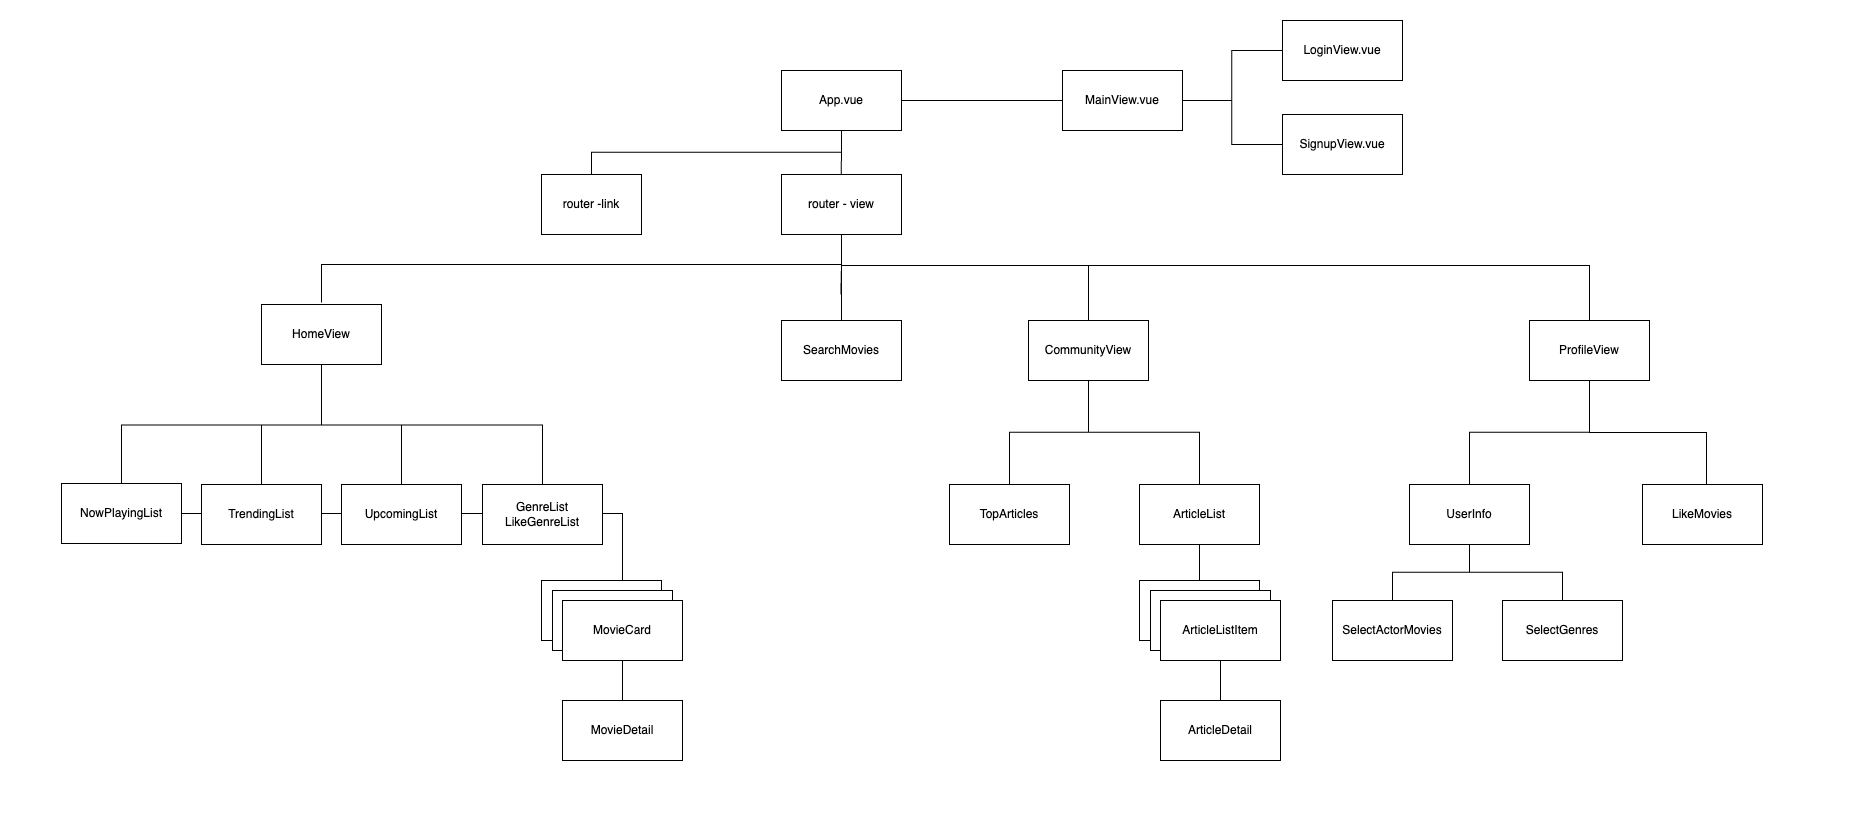 LoginView.vue
App.vue
MainView.vue
SignupView.vue
router -link
router - view
HomeView
SearchMovies
CommunityView
ProfileView
NowPlayingList
TrendingList
UpcomingList
GenreList
LikeGenreList
TopArticles
ArticleList
UserInfo
LikeMovies
MovieCard
ArticleListItem
SelectActorMovies
SelectGenres
MovieDetail
ArticleDetail